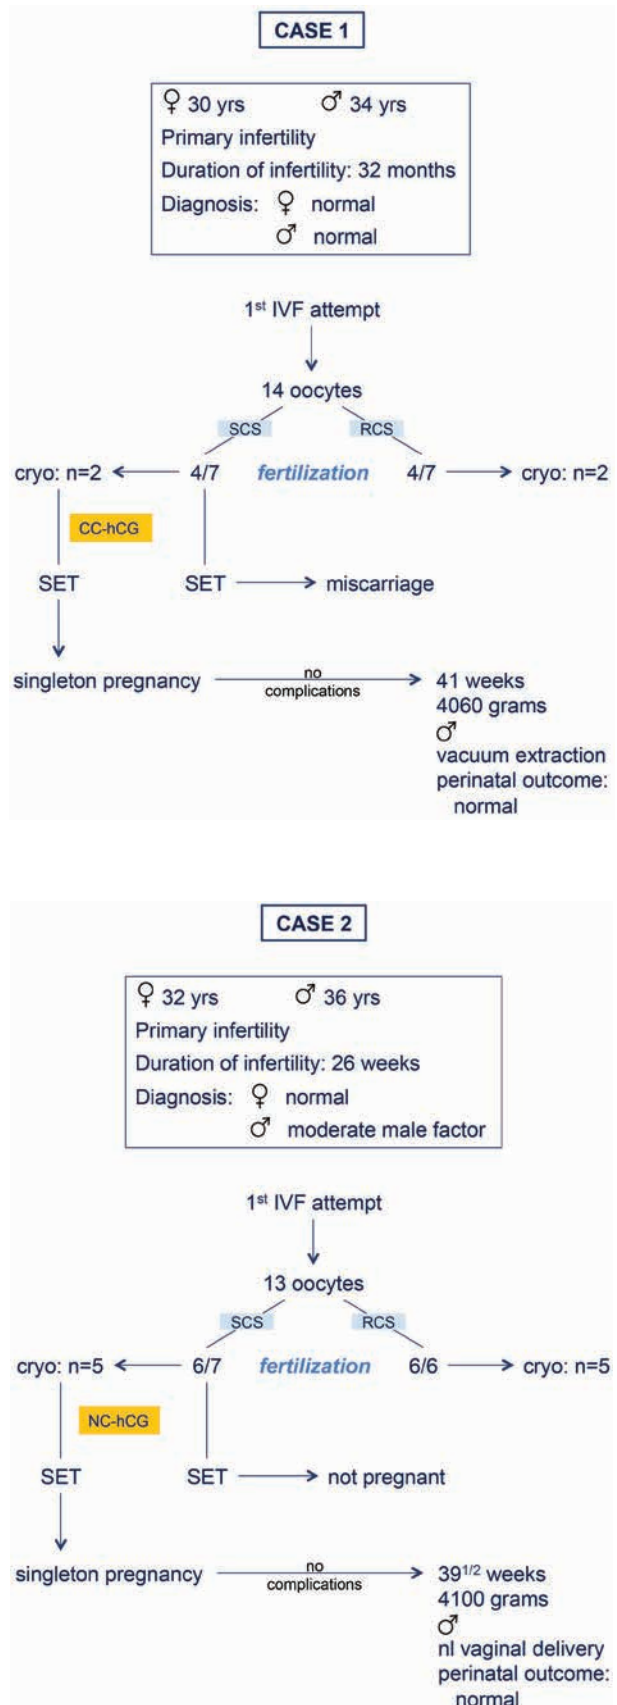 CASE 1
♀ 30 yrs ♂ 34 yrs
Primary infertility
Duration of infertility: 32 months
Diagnosis: ♀ normal
♂ normal
1st IVF attempt
14 oocytes
SCS RCS
cryo: n=2 4/7 fertilization 4/7 cryo: n=2
CC-hCG
SET SET miscarriage
singleton pregnancy no complications 41 weeks
4060 grams
♂
vacuum extraction
perinatal outcome:
normal
CASE 2
♀ 32 yrs ♂ 36 yrs
Primary infertility
Duration of infertility: 26 weeks
Diagnosis: ♀ normal
♂ moderate male factor
1st IVF attempt
13 oocytes
SCS RCS
cryo: n=5 6/7 fertilization 6/6 cryo: n=5
NC-hCG
SET SET not pregnant
singleton pregnancy no complications 39 1/2 weeks
4100 grams
♂
nl vaginal delivery
perinatal outcome:
normal